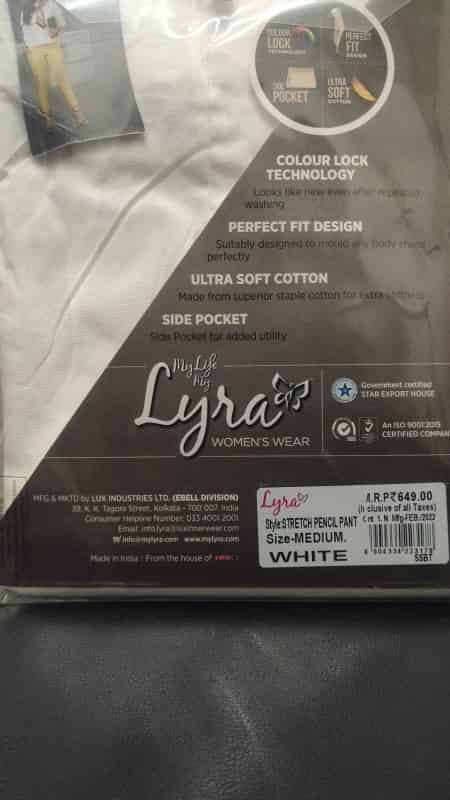 COLOUR
LOCK
TECHNOLOGY
PERFECT
FIT
DESIGN
SIDE
POCKET
ULTRA
SOFT
COTTON
COLOUR LOCK
TECHNOLOGY
Looks like new even after repeated
washing
PERFECT FIT DESIGN
Suitably designed to mould any body shape
perfectly
ULTRA SOFT COTTON
Made from superior staple cotton for Extra softness
SIDE POCKET
Side Pocket for added utility
My Life
My
Lyra
WOMEN'S WEAR
Government certified
STAR EXPORT HOUSE
An ISO 9001:2015
CERTIFIED COMPAN
MFG & MKTD by LUX INDUSTRIES LTD. (EBELL DIVISION)
39, K. K. Tagore Street, Kolkata - 700 007, India
Consumer Helpline Number: 033 4001 2001
Email: info@lyra@luxinnerwear.com
info@mylyra.com www.mylyra.com
Made in India | From the house of
Lyra
M.R.P ₹ 649.00
(Inclusive of all Taxes)
Style:STRETCH PENCIL PANT
1.N Mfg-FEB./2022
Size-MEDIUM.
WHITE
SSBT